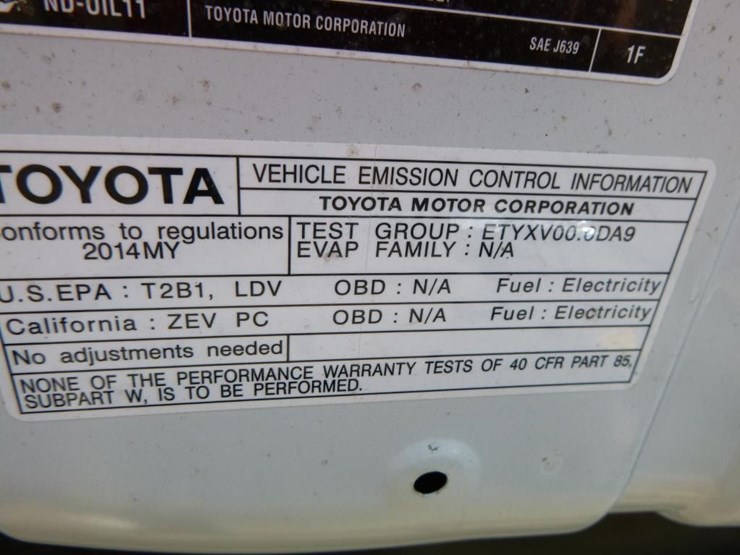 ND-OIL11
TOYOTA MOTOR CORPORATION
SAE J639
1F
TOYOTA
VEHICLE EMISSION CONTROL INFORMATION
TOYOTA MOTOR CORPORATION
onforms to regulations
2014MY
TEST GROUP : ETYXV00.0DA9
EVAP FAMILY : N/A
U.S.EPA : T2B1, LDV OBD : N/A Fuel : Electricity
California : ZEV PC OBD : N/A Fuel : Electricity
No adjustments needed
NONE OF THE PERFORMANCE WARRANTY TESTS OF 40 CFR PART 85,
SUBPART W, IS TO BE PERFORMED.